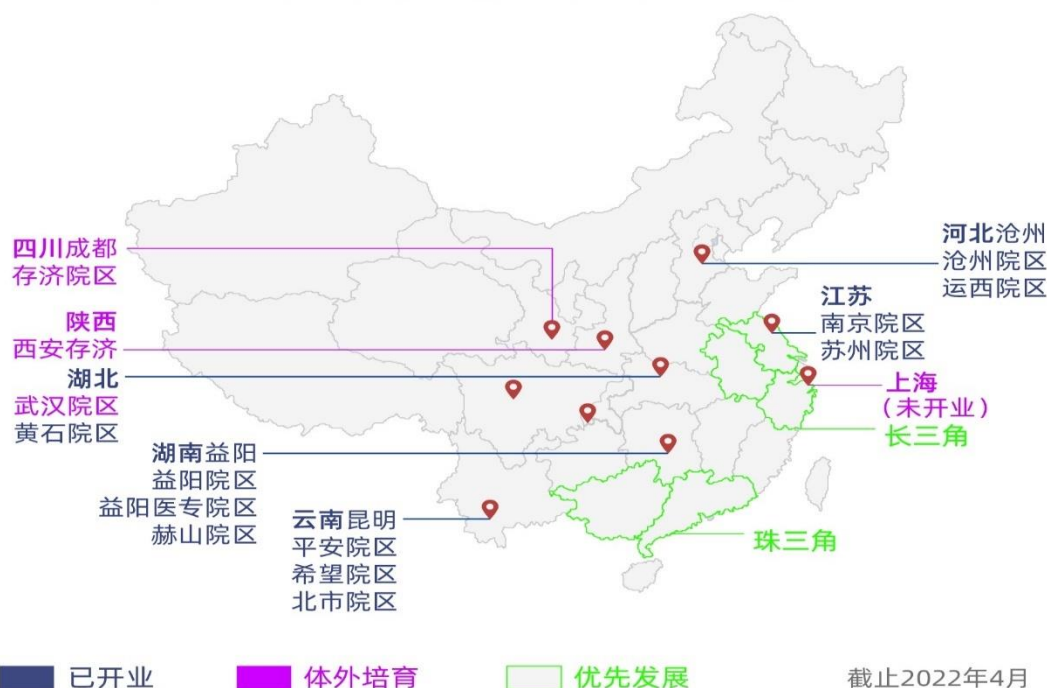 四川成都
存济院区
陕西
西安存济
湖北
武汉院区
黄石院区
湖南益阳
益阳院区
益阳医专院区
赫山院区
云南昆明
平安院区
希望院区
北市院区
河北沧州
沧州院区
运西院区
江苏
南京院区
苏州院区
上海
(未开业)
长三角
珠三角
已开业
体外培育
优先发展
截止2022年4月